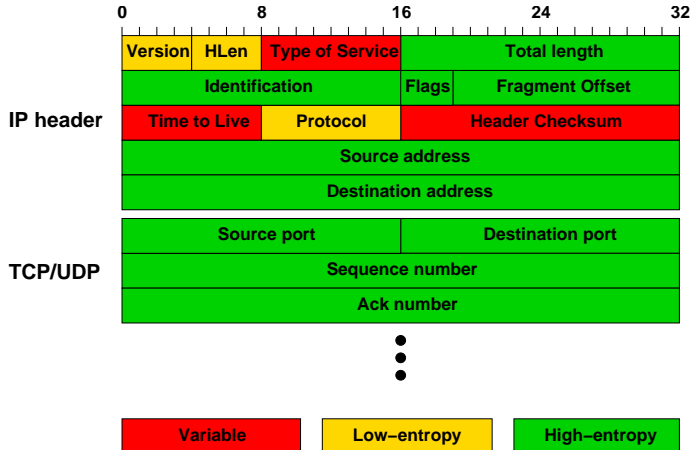 0 8 16 24 32
Version HLen Type of Service Total length
Identification Flags Fragment Offset
IP header
Time to Live Protocol Header Checksum
Source address
Destination address
Source port Destination port
TCP/UDP
Sequence number
Ack number
Variable Low−entropy High−entropy